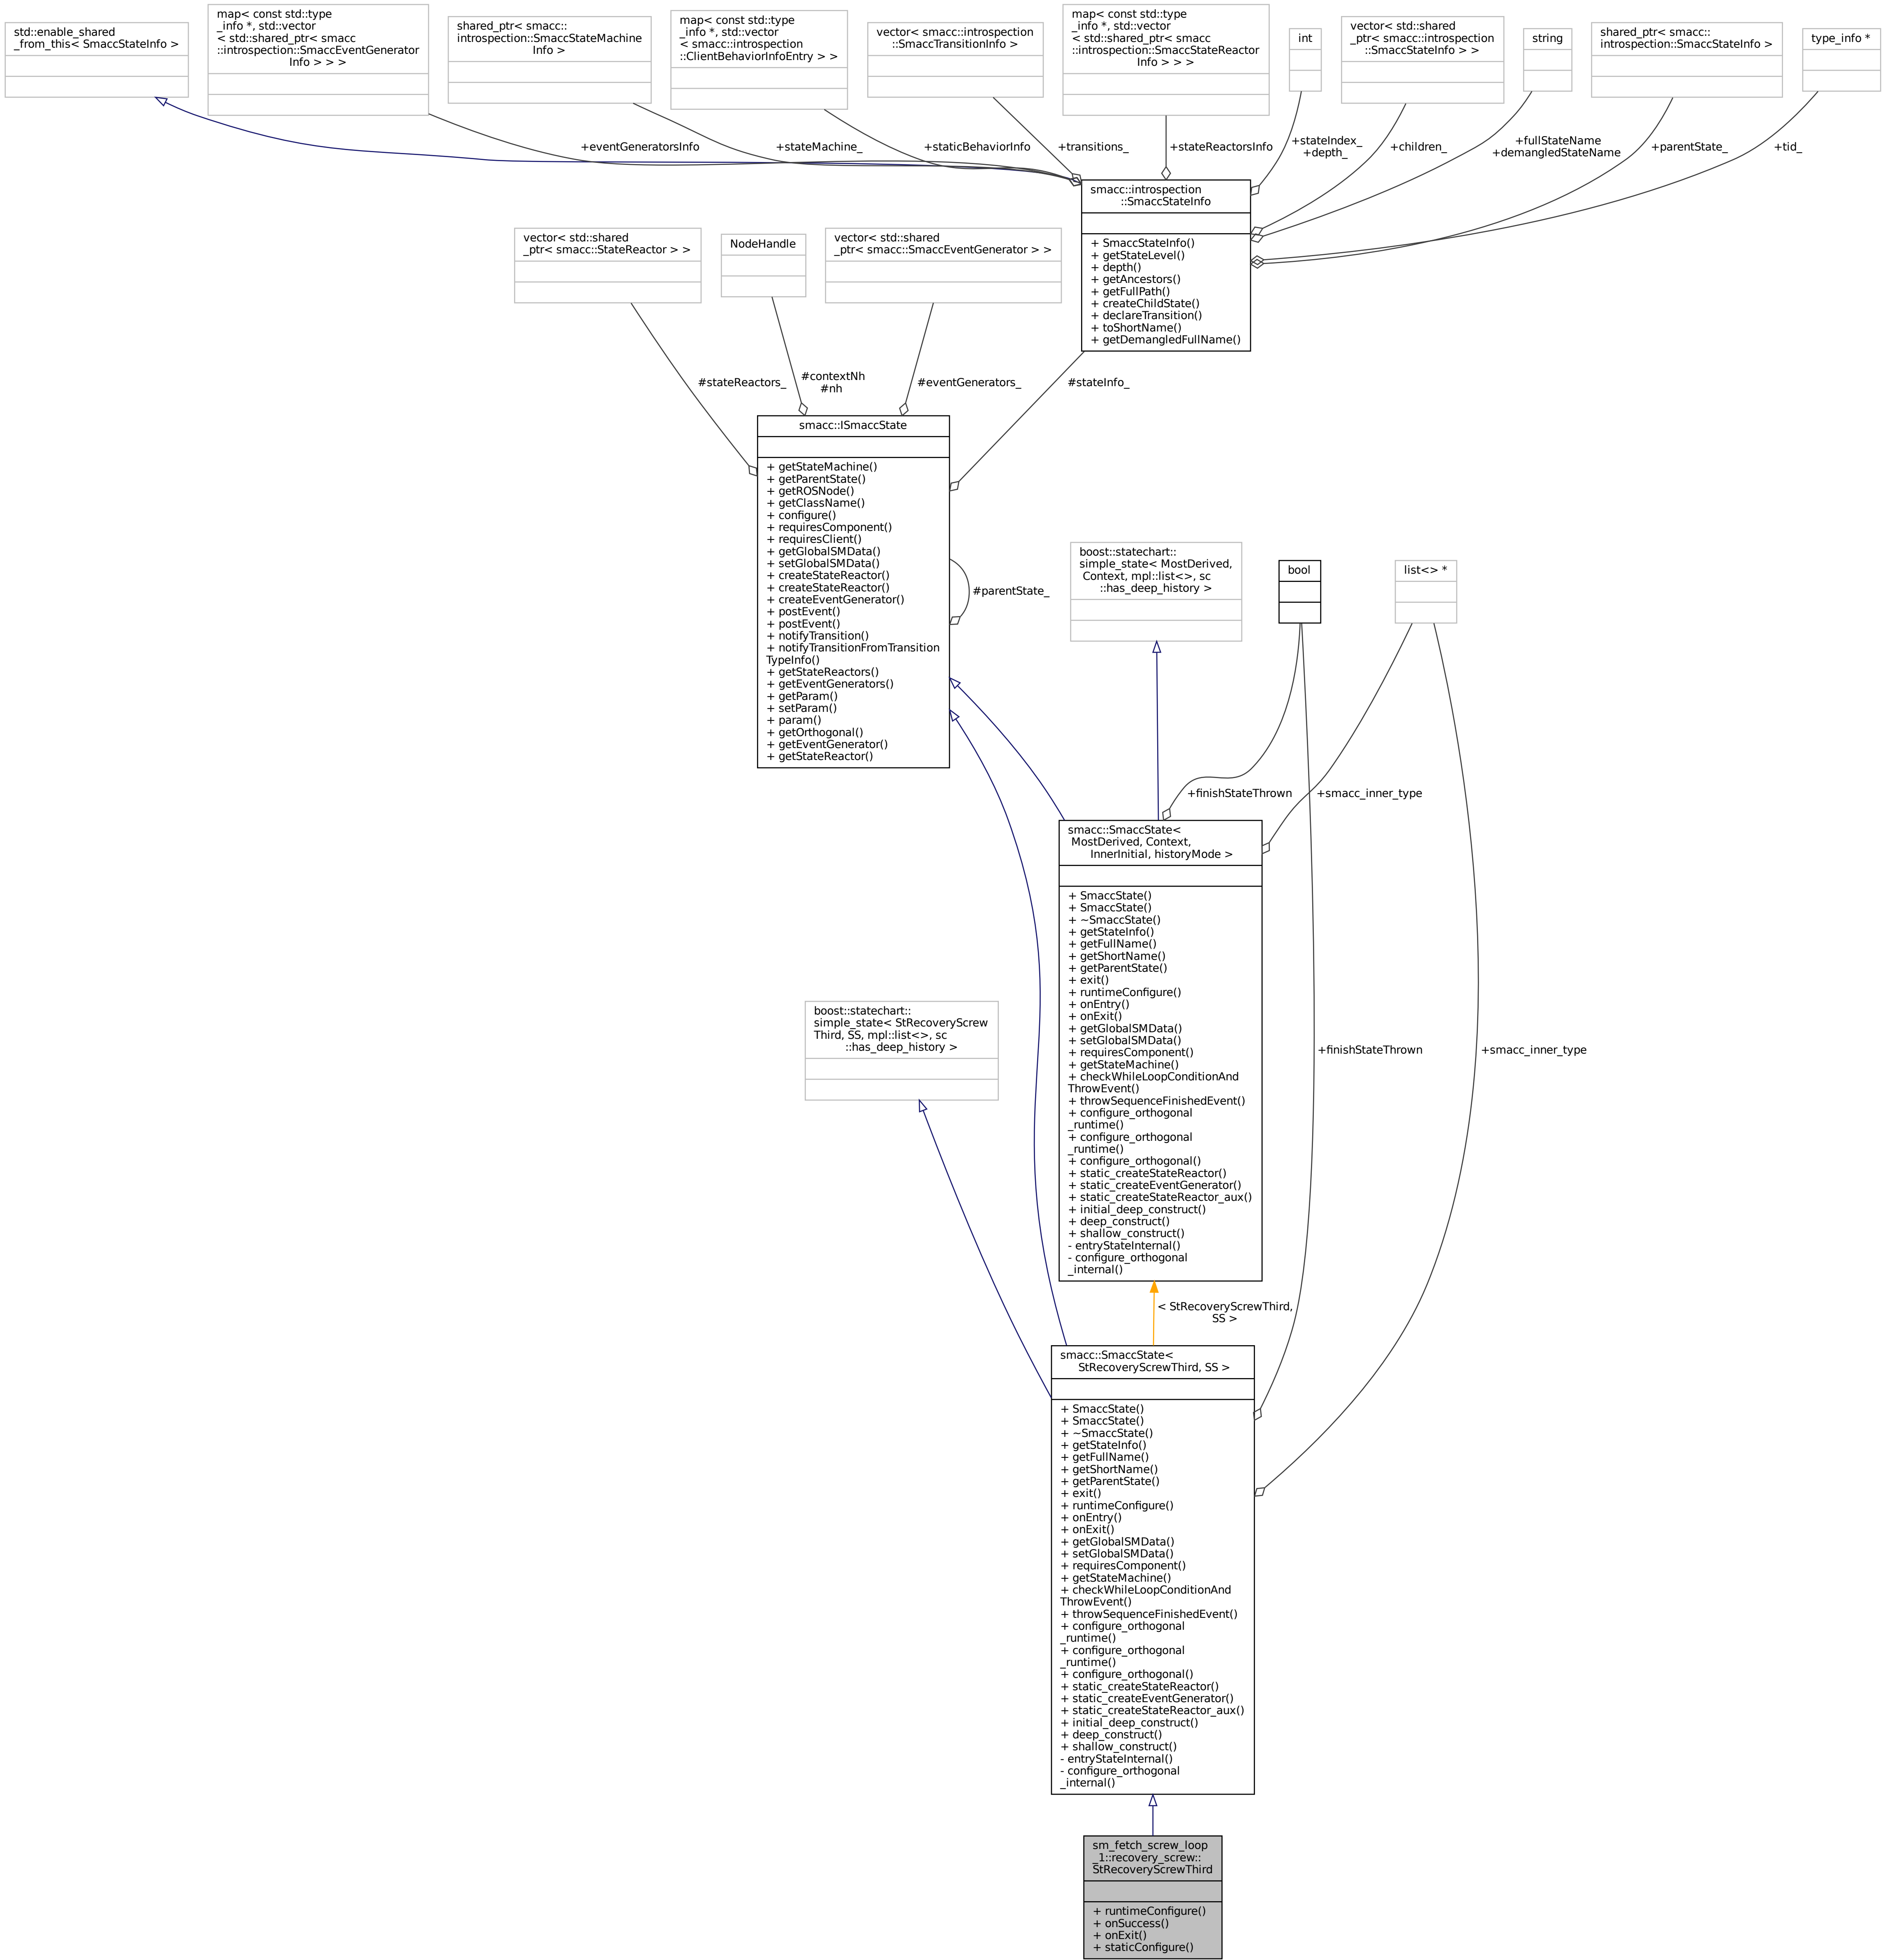 std::enable_shared
_from_this< SmaccStateInfo >
map< const std::type
_info *, std::vector
< std::shared_ptr< smacc
::introspection::SmaccEventGenerator
Info > > >
shared_ptr< smacc::
introspection::SmaccStateMachine
Info >
map< const std::type
_info *, std::vector
< smacc::introspection
::ClientBehaviorInfoEntry > >
vector< smacc::introspection
::SmaccTransitionInfo >
map< const std::type
_info *, std::vector
< std::shared_ptr< smacc
::introspection::SmaccStateReactor
Info > > >
int
vector< std::shared
_ptr< smacc::introspection
::SmaccStateInfo > >
string
shared_ptr< smacc::
introspection::SmaccStateInfo >
type_info *
+eventGeneratorsInfo
+stateMachine_
+staticBehaviorInfo
+transitions_
+stateReactorsInfo
+stateIndex_
+depth_
+children_
+fullStateName
+demangledStateName
+parentState_
+tid_
smacc::introspection
::SmaccStateInfo
+ SmaccStateInfo()
+ getStateLevel()
+ depth()
+ getAncestors()
+ getFullPath()
+ createChildState()
+ declareTransition()
+ toShortName()
+ getDemangledFullName()
vector< std::shared
_ptr< smacc::StateReactor > >
NodeHandle
vector< std::shared
_ptr< smacc::SmaccEventGenerator > >
#stateReactors_
#contextNh
#nh
#eventGenerators_
#stateInfo_
smacc::ISmaccState
+ getStateMachine()
+ getParentState()
+ getROSNode()
+ getClassName()
+ configure()
+ requiresComponent()
+ requiresClient()
+ getGlobalSMData()
+ setGlobalSMData()
+ createStateReactor()
+ createStateReactor()
+ createEventGenerator()
+ postEvent()
+ postEvent()
+ notifyTransition()
+ notifyTransitionFromTransition
TypeInfo()
+ getStateReactors()
+ getEventGenerators()
+ getParam()
+ setParam()
+ param()
+ getOrthogonal()
+ getEventGenerator()
+ getStateReactor()
#parentState_
boost::statechart::
simple_state< MostDerived,
Context, mpl::list<>, sc
::has_deep_history >
bool
list<> *
+finishStateThrown
+smacc_inner_type
smacc::SmaccState<
MostDerived, Context,
InnerInitial, historyMode >
+ SmaccState()
+ SmaccState()
+ ~SmaccState()
+ getStateInfo()
+ getFullName()
+ getShortName()
+ getParentState()
+ exit()
+ runtimeConfigure()
+ onEntry()
+ onExit()
+ getGlobalSMData()
+ setGlobalSMData()
+ requiresComponent()
+ getStateMachine()
+ checkWhileLoopConditionAnd
ThrowEvent()
+ throwSequenceFinishedEvent()
+ configure_orthogonal
_runtime()
+ configure_orthogonal
_runtime()
+ configure_orthogonal()
+ static_createStateReactor()
+ static_createEventGenerator()
+ static_createStateReactor_aux()
+ initial_deep_construct()
+ deep_construct()
+ shallow_construct()
- entryStateInternal()
- configure_orthogonal
_internal()
boost::statechart::
simple_state< StRecoveryScrew
Third, SS, mpl::list<>, sc
::has_deep_history >
+finishStateThrown
+smacc_inner_type
< StRecoveryScrewThird,
SS >
smacc::SmaccState<
StRecoveryScrewThird, SS >
+ SmaccState()
+ SmaccState()
+ ~SmaccState()
+ getStateInfo()
+ getFullName()
+ getShortName()
+ getParentState()
+ exit()
+ runtimeConfigure()
+ onEntry()
+ onExit()
+ getGlobalSMData()
+ setGlobalSMData()
+ requiresComponent()
+ getStateMachine()
+ checkWhileLoopConditionAnd
ThrowEvent()
+ throwSequenceFinishedEvent()
+ configure_orthogonal
_runtime()
+ configure_orthogonal
_runtime()
+ configure_orthogonal()
+ static_createStateReactor()
+ static_createEventGenerator()
+ static_createStateReactor_aux()
+ initial_deep_construct()
+ deep_construct()
+ shallow_construct()
- entryStateInternal()
- configure_orthogonal
_internal()
sm_fetch_screw_loop
_1::recovery_screw::
StRecoveryScrewThird
+ runtimeConfigure()
+ onSuccess()
+ onExit()
+ staticConfigure()